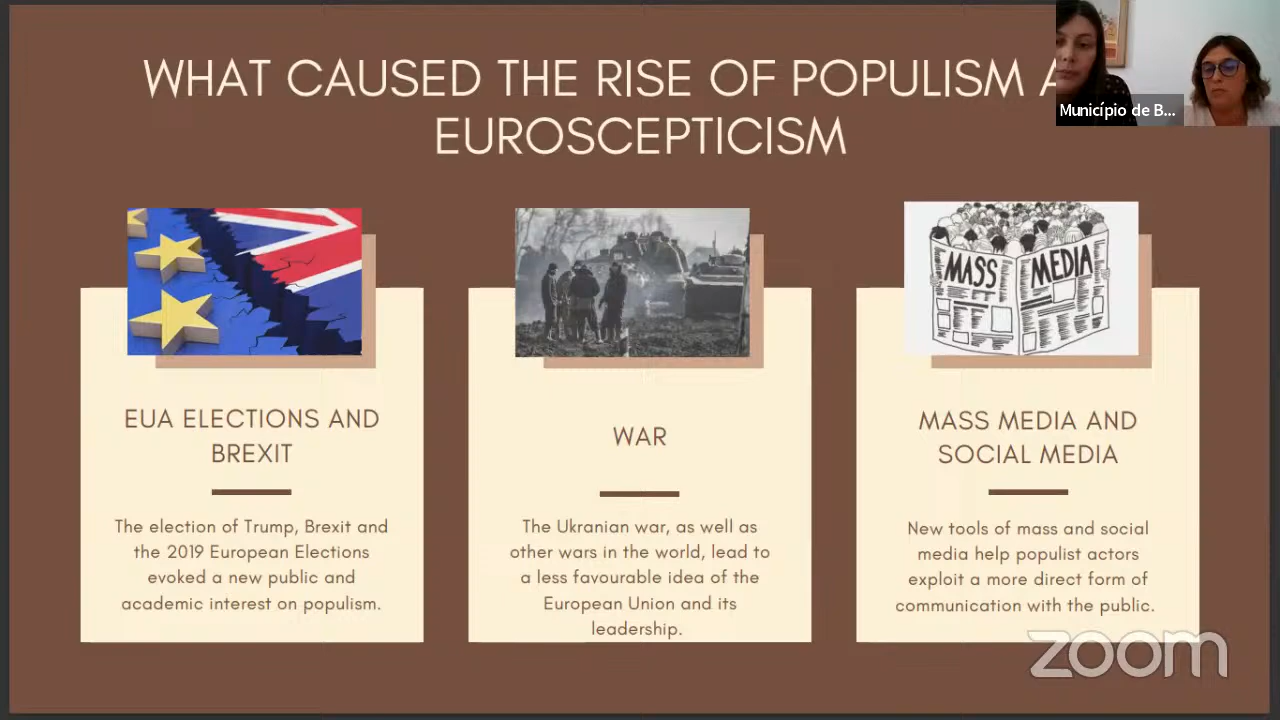 WHAT CAUSED THE RISE OF POPULISM
EUROSCEPTICISM
Município de B...
MASS MEDIA
EUA ELECTIONS AND
BREXIT
The election of Trump, Brexit and
the 2019 European Elections
evoked a new public and
academic interest on populism.
WAR
The Ukranian war, as well as
other wars in the world, lead to
a less favourable idea of the
European Union and its
leadership.
MASS MEDIA AND
SOCIAL MEDIA
New tools of mass and social
media help populist actors
exploit a more direct form of
communication with the public.
zoom